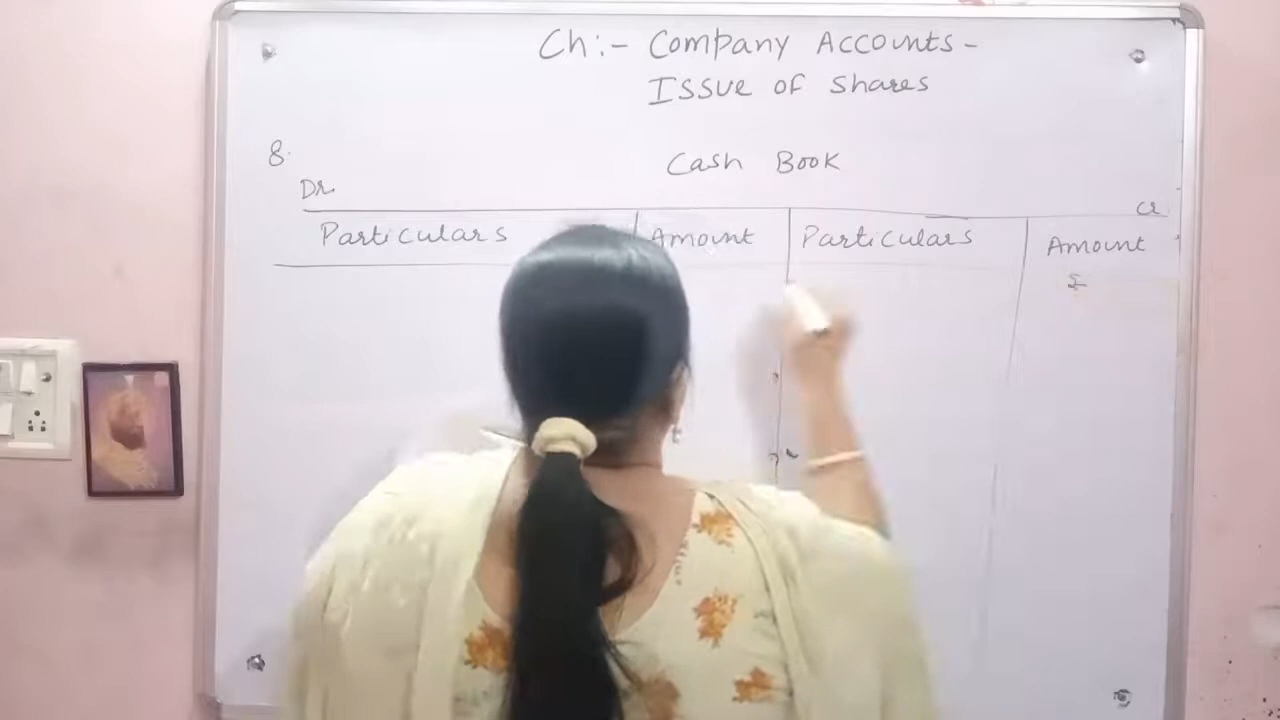 Ch:- Company Accounts-
Issue of Shares
8.
Cash Book
Dr.
Cr
Particulars Amount Particulars Amount
₹